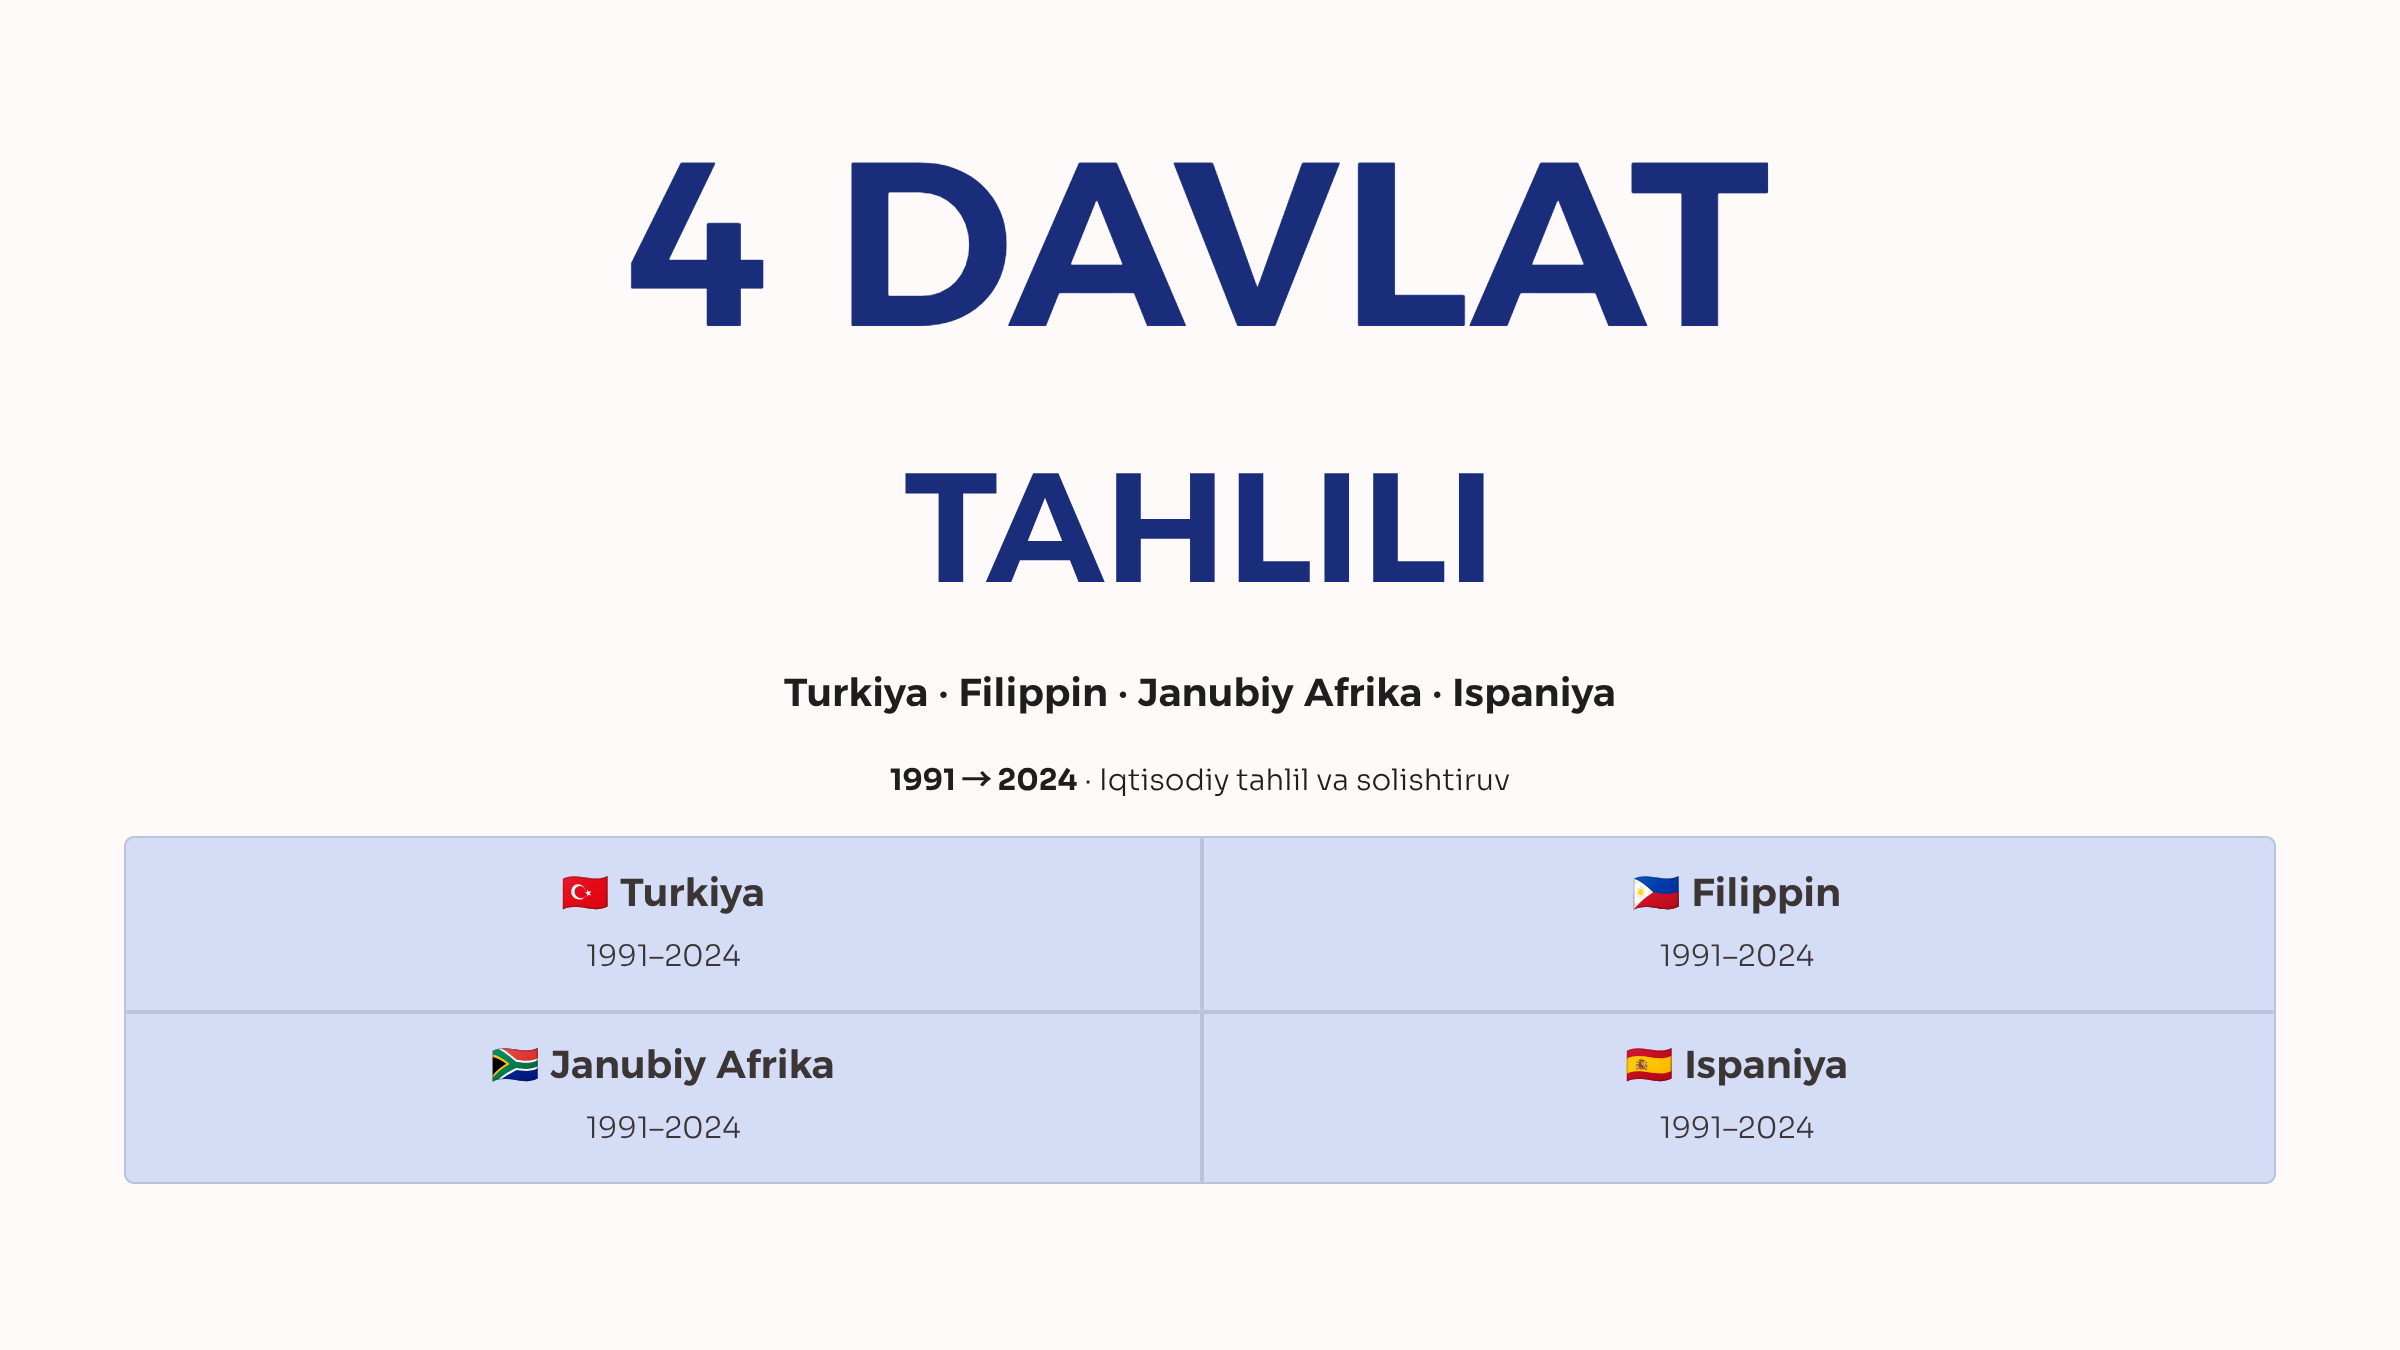 4 DAVLAT
TAHLILI
Turkiya · Filippin · Janubiy Afrika · Ispaniya
1991 → 2024 · Iqtisodiy tahlil va solishtiruv
🇹🇷 Turkiya
1991–2024
🇵🇭 Filippin
1991–2024
🇿🇦 Janubiy Afrika
1991–2024
🇪🇸 Ispaniya
1991–2024